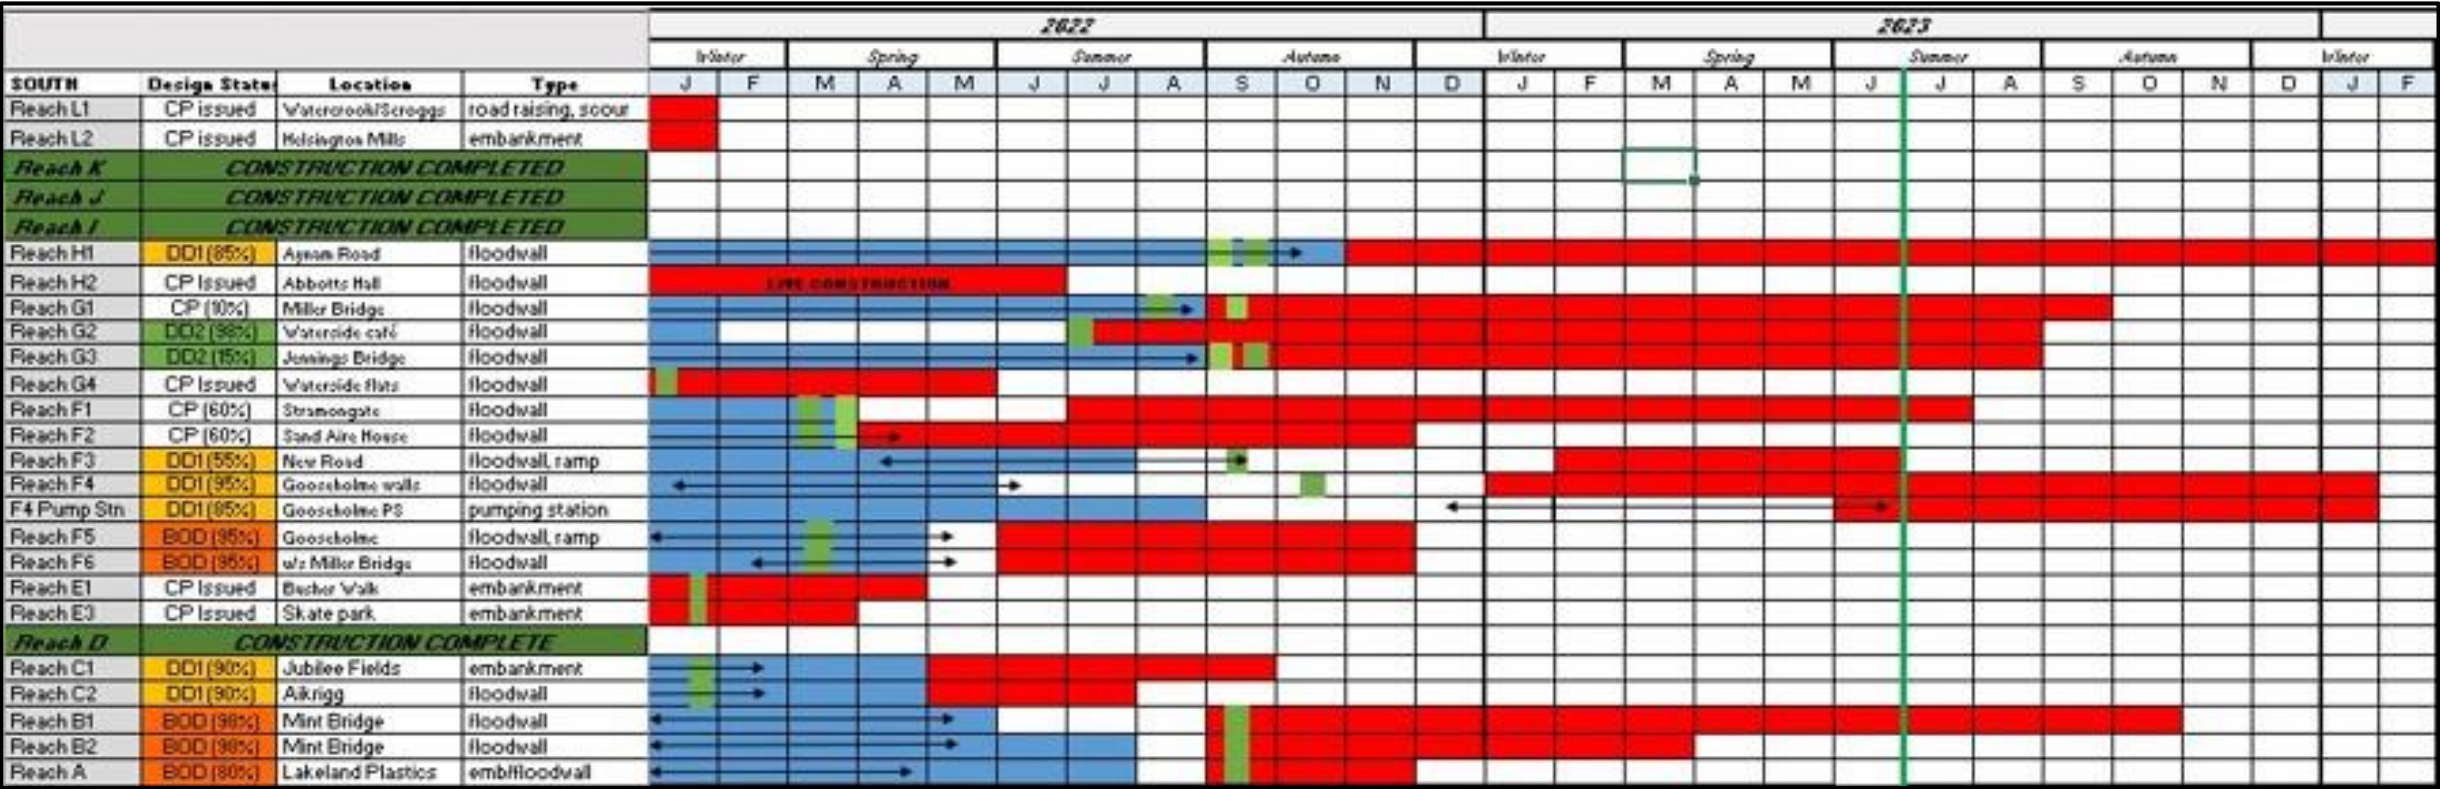 2022 2023
Winter Spring Summer Autumn Winter Spring Summer Autumn Winter
SOUTH Design Status Location Type J F M A M J J A S O N D J F M A M J J A S O N D J F
Reach L1 CP issued Watercrook/Scroggs road raising, scour
Reach L2 CP issued Helsington Mills embankment
Reach K CONSTRUCTION COMPLETED
Reach J CONSTRUCTION COMPLETED
Reach I CONSTRUCTION COMPLETED
Reach H1 DD1 (85%) Aynam Road floodwall
Reach H2 CP Issued Abbotts Hall floodwall LIVE CONSTRUCTION
Reach G1 CP (10%) Miller Bridge floodwall
Reach G2 DD2 (98%) Waterside café floodwall
Reach G3 DD2 (15%) Jennings Bridge floodwall
Reach G4 CP Issued Waterside flats floodwall
Reach F1 CP (60%) Stramongate floodwall
Reach F2 CP (60%) Sand Aire House floodwall
Reach F3 DD1 (55%) New Road floodwall, ramp
Reach F4 DD1 (95%) Gooseholme walls floodwall
F4 Pump Stn DD1 (85%) Gooseholme PS pumping station
Reach F5 BOD (95%) Gooseholme floodwall, ramp
Reach F6 BOD (95%) u/s Miller Bridge floodwall
Reach E1 CP Issued Busher Walk embankment
Reach E3 CP Issued Skate park embankment
Reach D CONSTRUCTION COMPLETE
Reach C1 DD1 (90%) Jubilee Fields embankment
Reach C2 DD1 (90%) Aikrigg floodwall
Reach B1 BOD (98%) Mint Bridge floodwall
Reach B2 BOD (98%) Mint Bridge floodwall
Reach A BOD (80%) Lakeland Plastics emb/floodwall